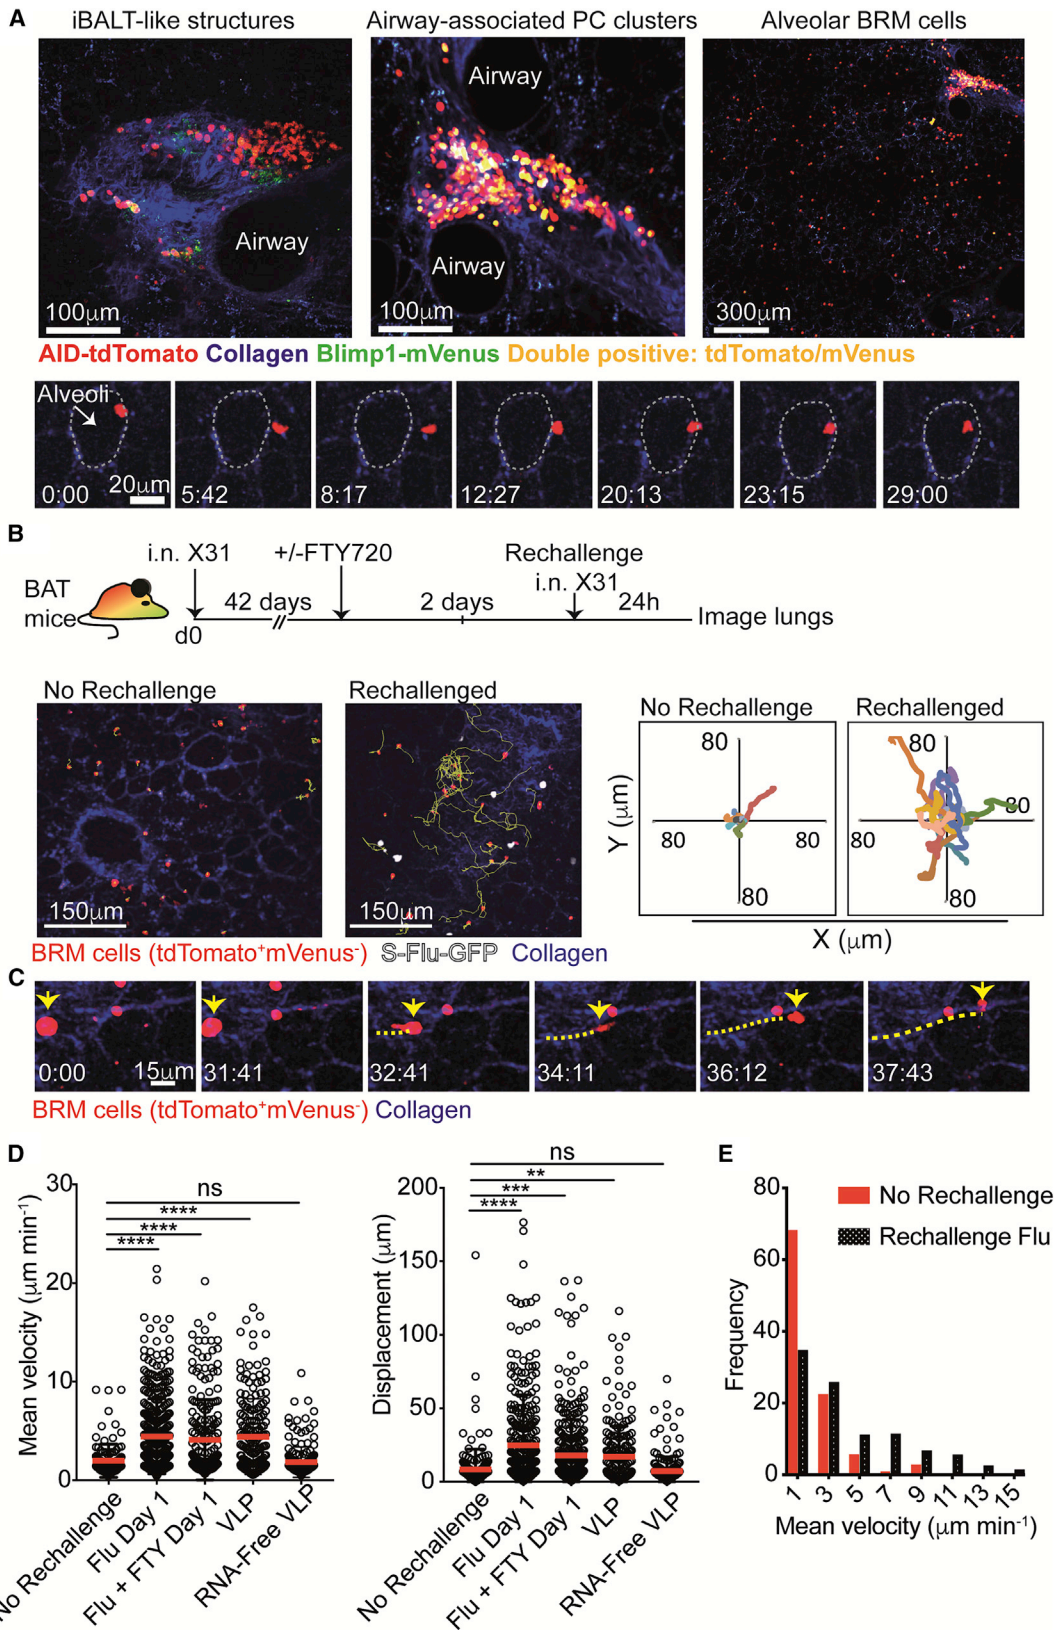 A
iBALT-like structures
Airway-associated PC clusters
Alveolar BRM cells
Airway
100μm
Airway
Airway
100μm
300μm
AID-tdTomato Collagen Blimp1-mVenus Double positive: tdTomato/mVenus
Alveoli
0:00
20μm
5:42
8:17
12:27
20:13
23:15
29:00
B
i.n. X31
+/-FTY720
Rechallenge
i.n. X31
BAT
mice
42 days
2 days
24h
d0
Image lungs
No Rechallenge
Rechallenged
150μm
150μm
BRM cells (tdTomato⁺mVenus⁻) S-Flu-GFP Collagen
No Rechallenge
Rechallenged
80
80
80
80
80
80
80
80
Y (μm)
X (μm)
C
0:00
15μm
31:41
32:41
34:11
36:12
37:43
BRM cells (tdTomato⁺mVenus⁻) Collagen
D
Mean velocity (μm min⁻¹)
30
20
10
0
ns
****
****
****
No Rechallenge
Flu Day 1
Flu + FTY Day 1
VLP
RNA-Free VLP
Displacement (μm)
200
150
100
50
0
ns
**
***
****
No Rechallenge
Flu Day 1
Flu + FTY Day 1
VLP
RNA-Free VLP
E
No Rechallenge
Rechallenge Flu
Frequency
80
60
40
20
0
1
3
5
7
9
11
13
15
Mean velocity (μm min⁻¹)